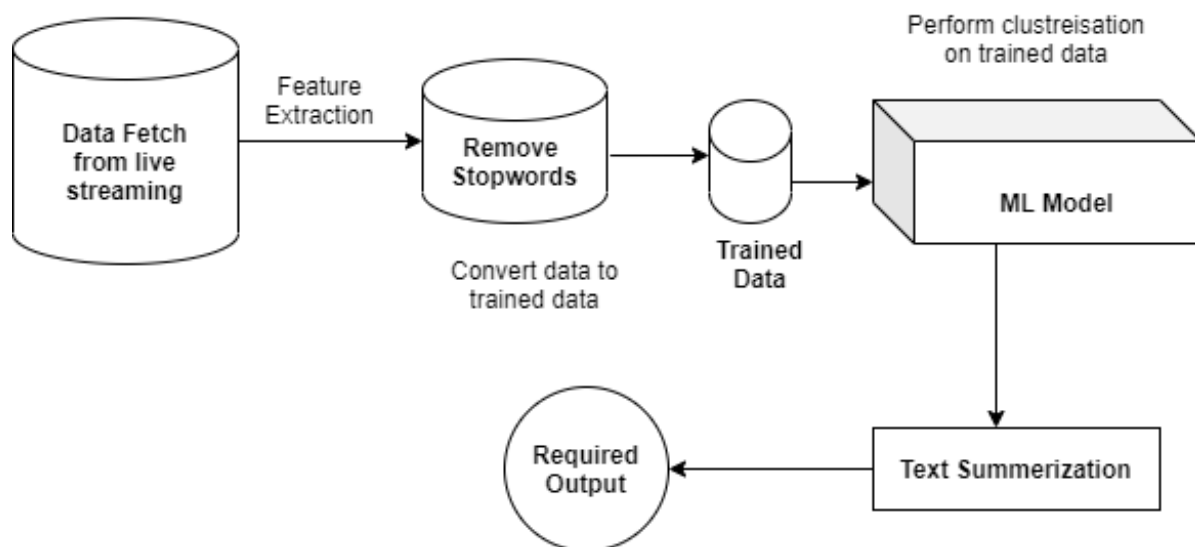 Data Fetch
from live
streaming
Feature
Extraction
Remove
Stopwords
Convert data to
trained data
Trained
Data
Perform clustreisation
on trained data
ML Model
Text Summerization
Required
Output